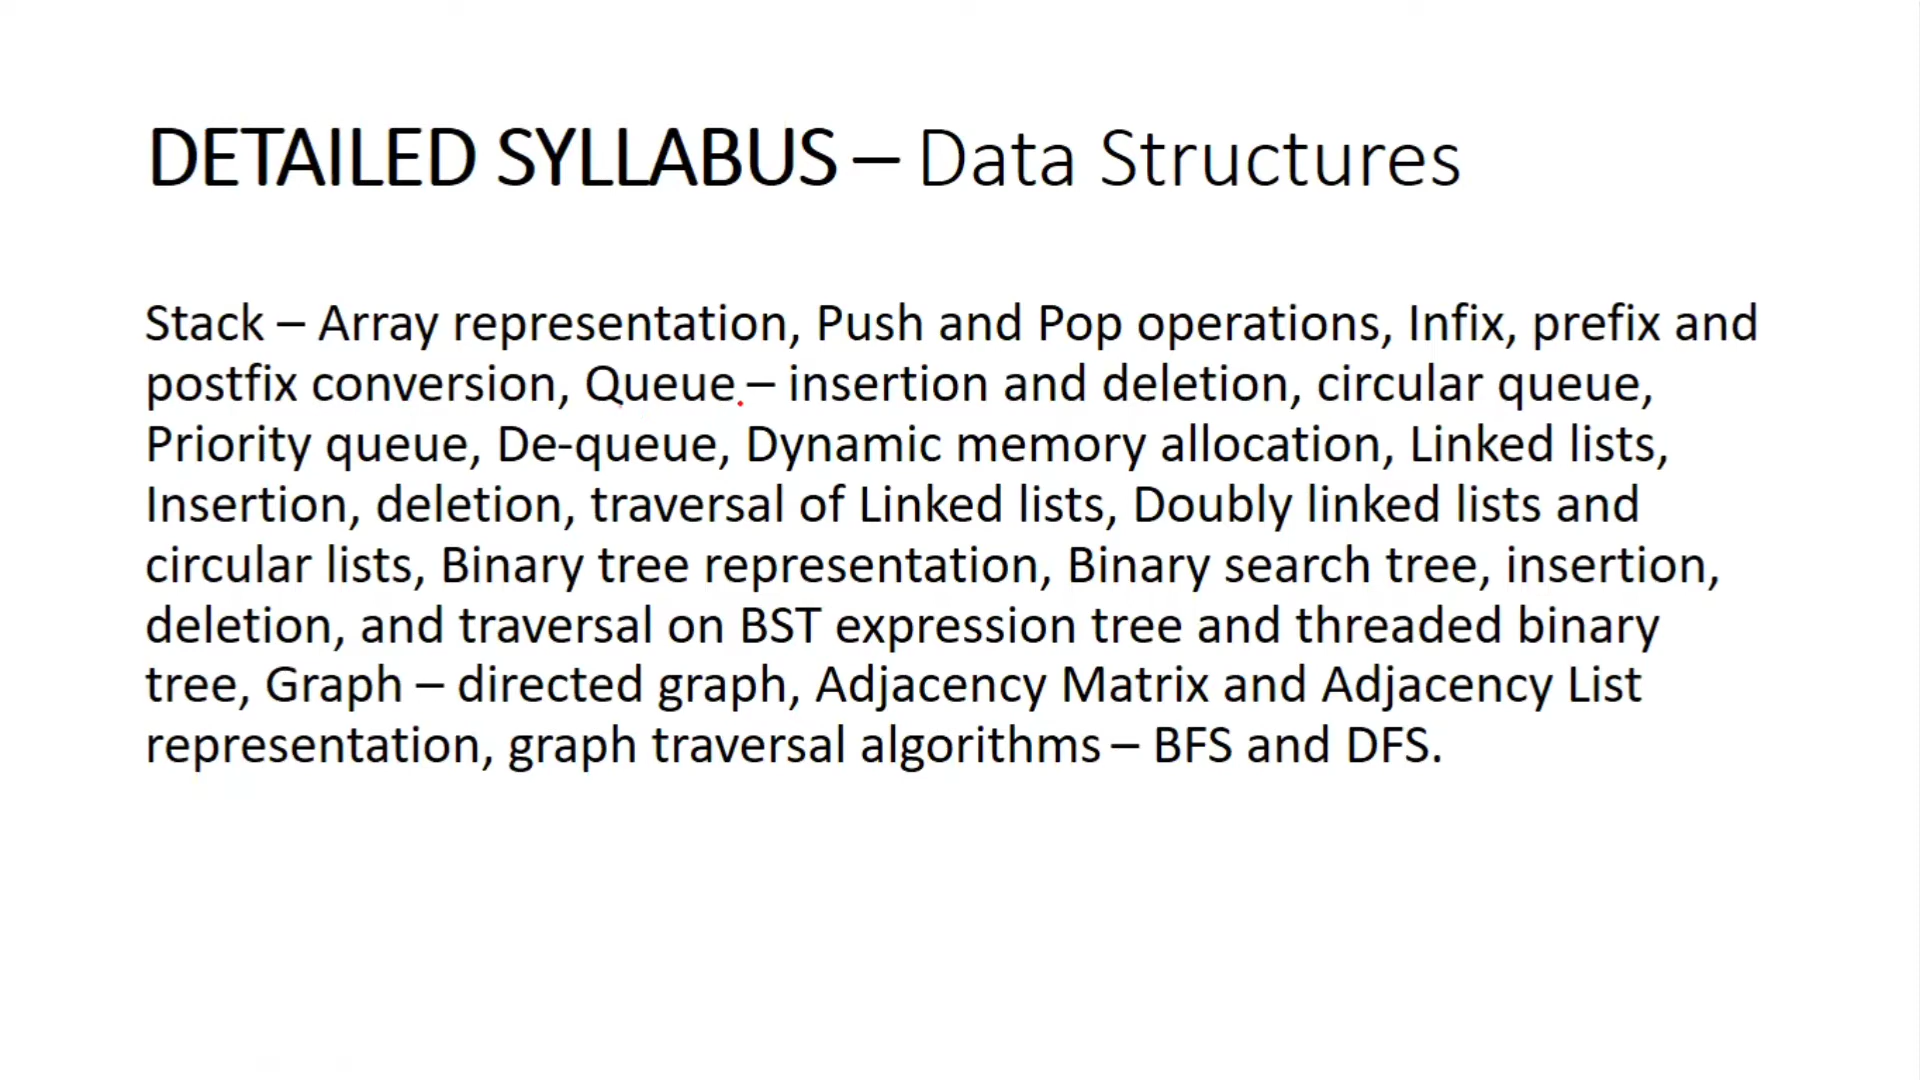 DETAILED SYLLABUS – Data Structures
Stack – Array representation, Push and Pop operations, Infix, prefix and
postfix conversion, Queue – insertion and deletion, circular queue,
Priority queue, De-queue, Dynamic memory allocation, Linked lists,
Insertion, deletion, traversal of Linked lists, Doubly linked lists and
circular lists, Binary tree representation, Binary search tree, insertion,
deletion, and traversal on BST expression tree and threaded binary
tree, Graph – directed graph, Adjacency Matrix and Adjacency List
representation, graph traversal algorithms – BFS and DFS.